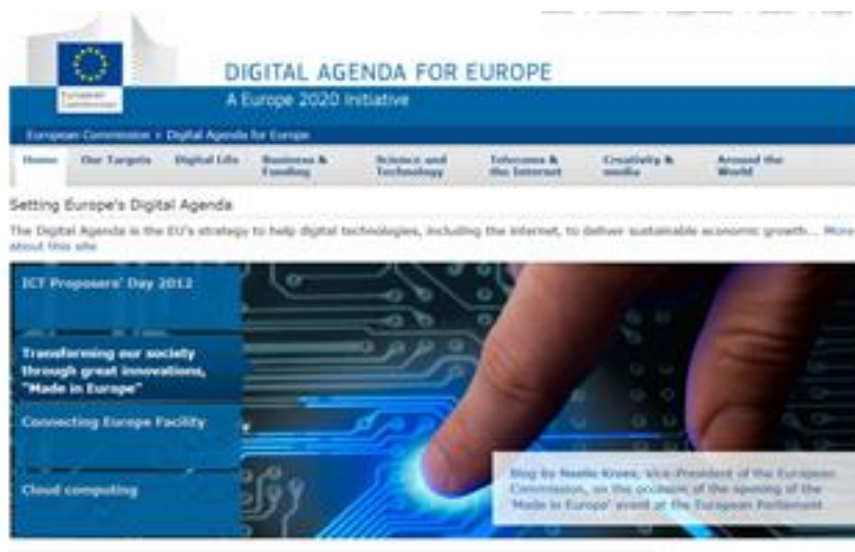 DIGITAL AGENDA FOR EUROPE
European
Commission
A Europe 2020 Initiative
European Commission > Digital Agenda for Europe
Home Our Targets Digital Life Business & Funding Science and Technology Telecoms & the Internet Creativity & media Around the World
Setting Europe's Digital Agenda
The Digital Agenda is the EU's strategy to help digital technologies, including the internet, to deliver sustainable economic growth... More
about this site
ICT Proposers' Day 2012
Transforming our society
through great innovations,
"Made in Europe"
Connecting Europe Facility
Cloud computing
Blog by Neelie Kroes, Vice-President of the European
Commission, on the occasion of the opening of the
'Made in Europe' event at the European Parliament